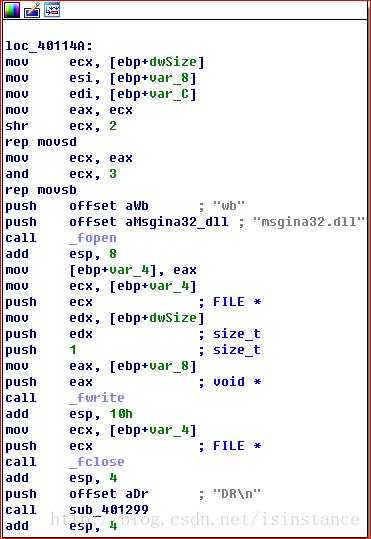 loc_40114A:
mov ecx, [ebp+dwSize]
mov esi, [ebp+var_8]
mov edi, [ebp+var_C]
mov eax, ecx
shr ecx, 2
rep movsd
mov ecx, eax
and ecx, 3
rep movsb
push offset aWb ; "wb"
push offset aMsgina32_dll ; "msgina32.dll"
call _fopen
add esp, 8
mov [ebp+var_4], eax
mov ecx, [ebp+var_4]
push ecx ; FILE *
mov edx, [ebp+dwSize]
push edx ; size_t
push 1 ; size_t
mov eax, [ebp+var_8]
push eax ; void *
call _fwrite
add esp, 10h
mov ecx, [ebp+var_4]
push ecx ; FILE *
call _fclose
add esp, 4
push offset aDr ; "DR\n"
call sub_401299
add esp, 4
http://blog.csdn.net/isinstance